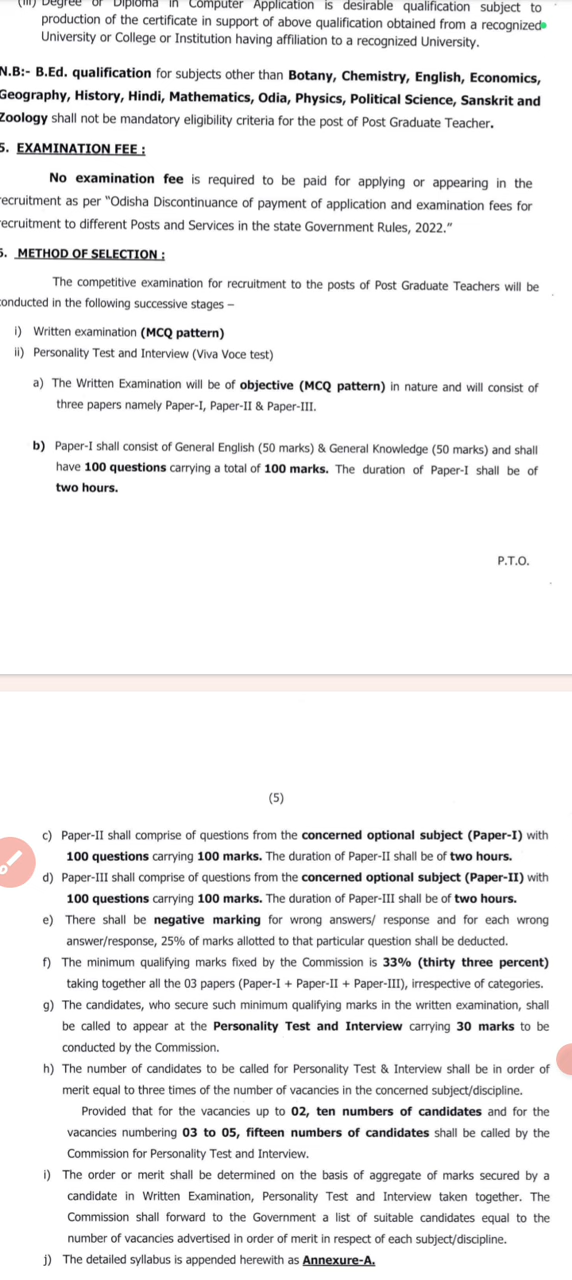 (iii) Degree or Diploma in Computer Application is desirable qualification subject to
production of the certificate in support of above qualification obtained from a recognized
University or College or Institution having affiliation to a recognized University.
N.B:- B.Ed. qualification for subjects other than Botany, Chemistry, English, Economics,
Geography, History, Hindi, Mathematics, Odia, Physics, Political Science, Sanskrit and
Zoology shall not be mandatory eligibility criteria for the post of Post Graduate Teacher.
5. EXAMINATION FEE :
No examination fee is required to be paid for applying or appearing in the
recruitment as per "Odisha Discontinuance of payment of application and examination fees for
recruitment to different Posts and Services in the state Government Rules, 2022."
6. METHOD OF SELECTION :
The competitive examination for recruitment to the posts of Post Graduate Teachers will be
conducted in the following successive stages –
i) Written examination (MCQ pattern)
ii) Personality Test and Interview (Viva Voce test)
a) The Written Examination will be of objective (MCQ pattern) in nature and will consist of
three papers namely Paper-I, Paper-II & Paper-III.
b) Paper-I shall consist of General English (50 marks) & General Knowledge (50 marks) and shall
have 100 questions carrying a total of 100 marks. The duration of Paper-I shall be of
two hours.
P.T.O.
(5)
c) Paper-II shall comprise of questions from the concerned optional subject (Paper-I) with
100 questions carrying 100 marks. The duration of Paper-II shall be of two hours.
d) Paper-III shall comprise of questions from the concerned optional subject (Paper-II) with
100 questions carrying 100 marks. The duration of Paper-III shall be of two hours.
e) There shall be negative marking for wrong answers/ response and for each wrong
answer/response, 25% of marks allotted to that particular question shall be deducted.
f) The minimum qualifying marks fixed by the Commission is 33% (thirty three percent)
taking together all the 03 papers (Paper-I + Paper-II + Paper-III), irrespective of categories.
g) The candidates, who secure such minimum qualifying marks in the written examination, shall
be called to appear at the Personality Test and Interview carrying 30 marks to be
conducted by the Commission.
h) The number of candidates to be called for Personality Test & Interview shall be in order of
merit equal to three times of the number of vacancies in the concerned subject/discipline.
Provided that for the vacancies up to 02, ten numbers of candidates and for the
vacancies numbering 03 to 05, fifteen numbers of candidates shall be called by the
Commission for Personality Test and Interview.
i) The order or merit shall be determined on the basis of aggregate of marks secured by a
candidate in Written Examination, Personality Test and Interview taken together. The
Commission shall forward to the Government a list of suitable candidates equal to the
number of vacancies advertised in order of merit in respect of each subject/discipline.
j) The detailed syllabus is appended herewith as Annexure-A.